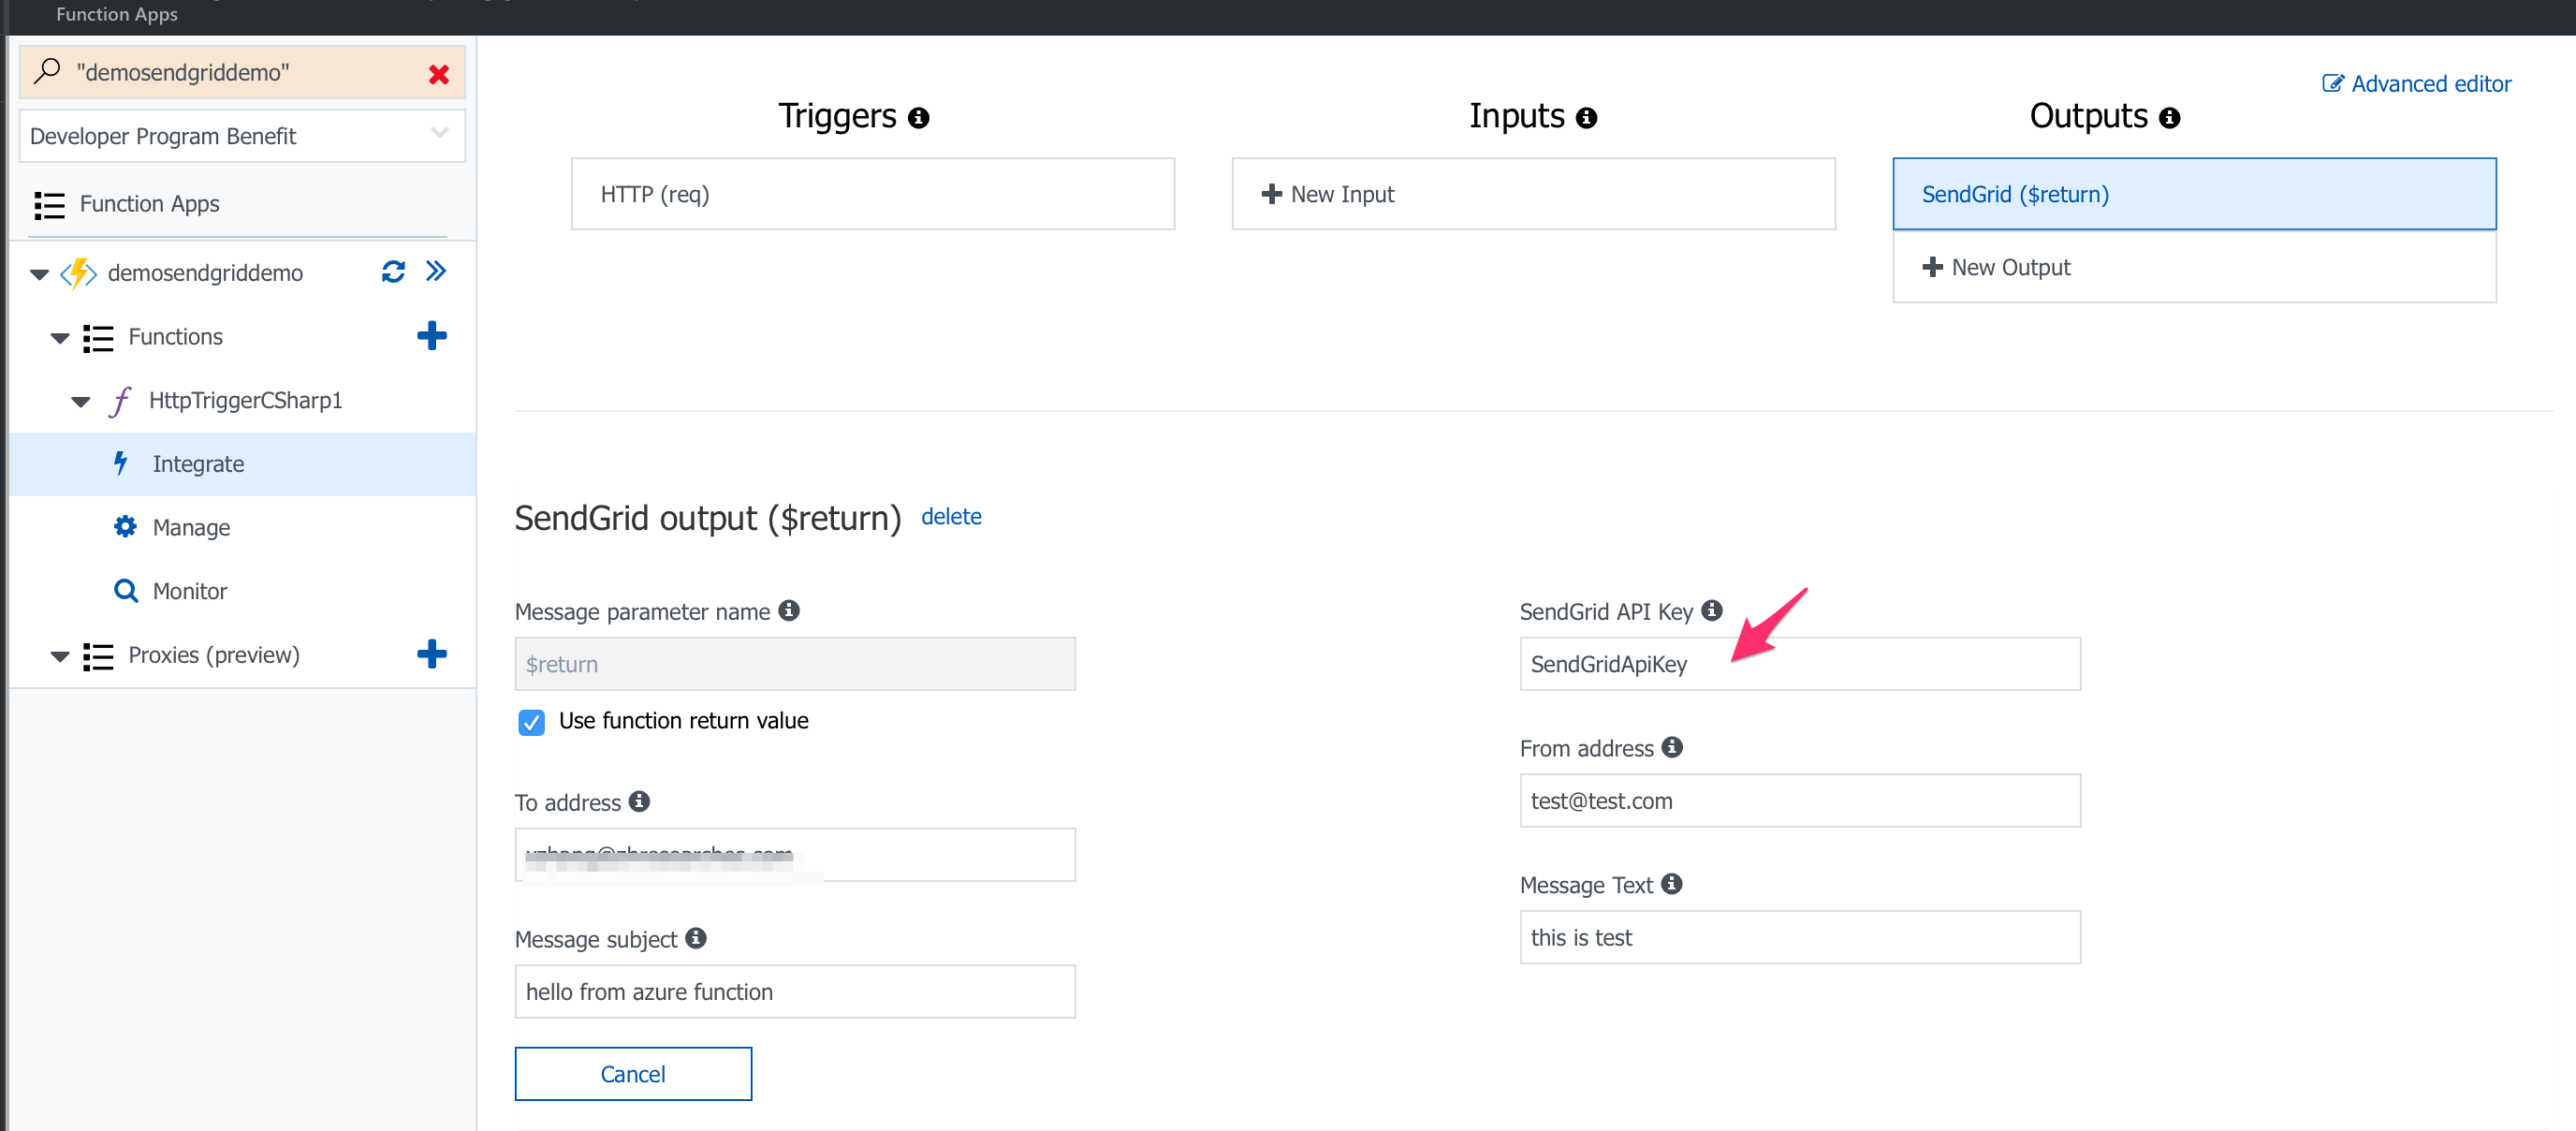 Function Apps
"demosendgriddemo"
Developer Program Benefit
Function Apps
demosendgriddemo
Functions
HttpTriggerCSharp1
Integrate
Manage
Monitor
Proxies (preview)
Advanced editor
Triggers
Inputs
Outputs
HTTP (req)
New Input
SendGrid ($return)
New Output
SendGrid output ($return) delete
Message parameter name
$return
Use function return value
To address
Message subject
hello from azure function
Cancel
SendGrid API Key
SendGridApiKey
From address
test@test.com
Message Text
this is test